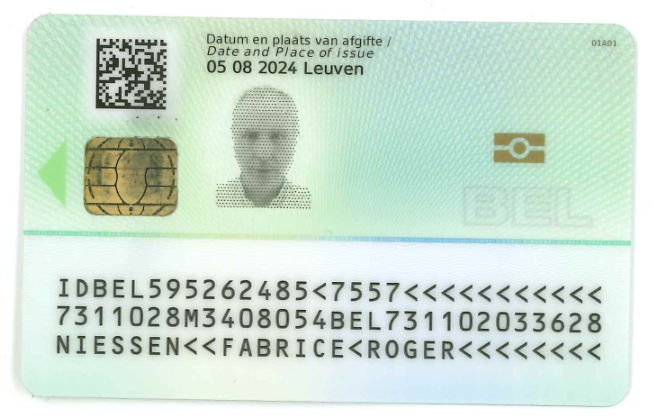 Datum en plaats van afgifte /
Date and Place of issue
05 08 2024 Leuven
01A01
BEL
IDBEL595262485<7557<<<<<<<<<<<
7311028M3408054BEL731102033628
NIESSEN<<FABRICE<ROGER<<<<<<<<